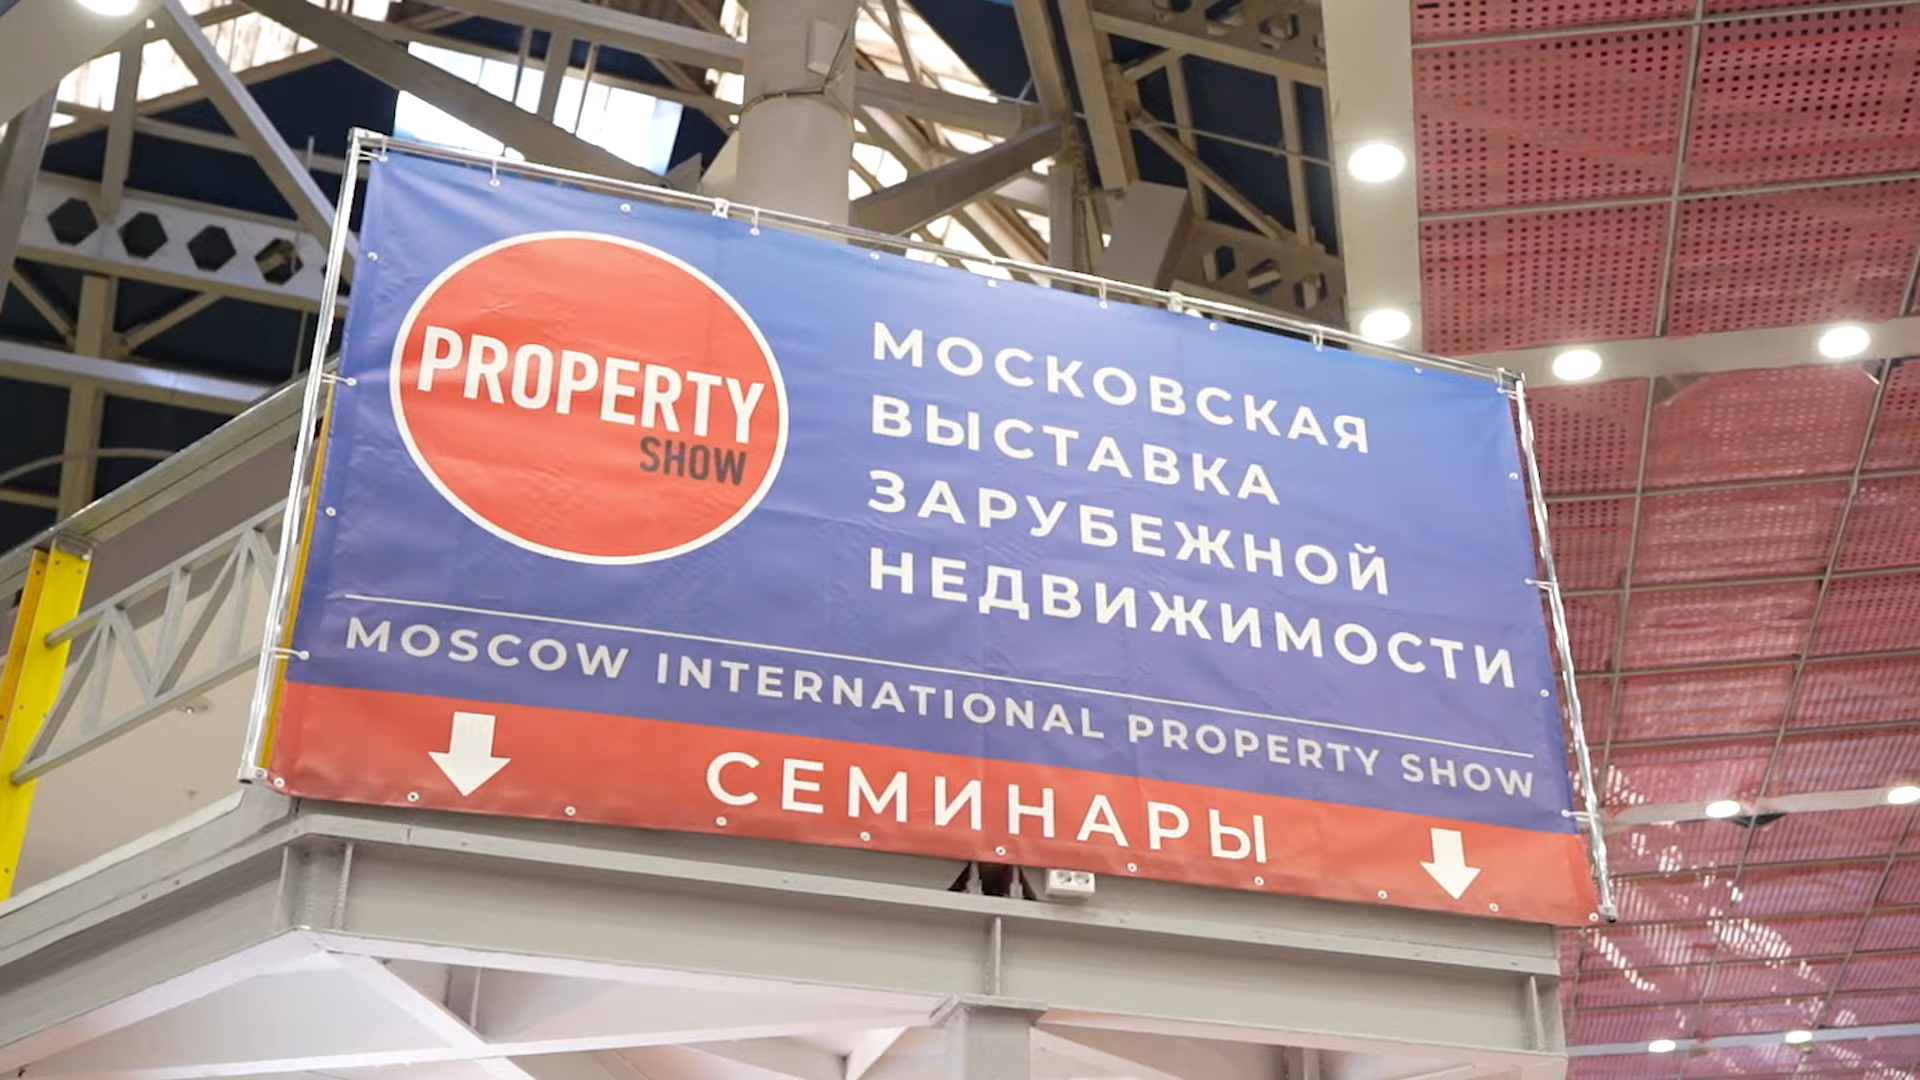 PROPERTY
SHOW
МОСКОВСКАЯ
ВЫСТАВКА
ЗАРУБЕЖНОЙ
НЕДВИЖИМОСТИ
MOSCOW INTERNATIONAL PROPERTY SHOW
СЕМИНАРЫ